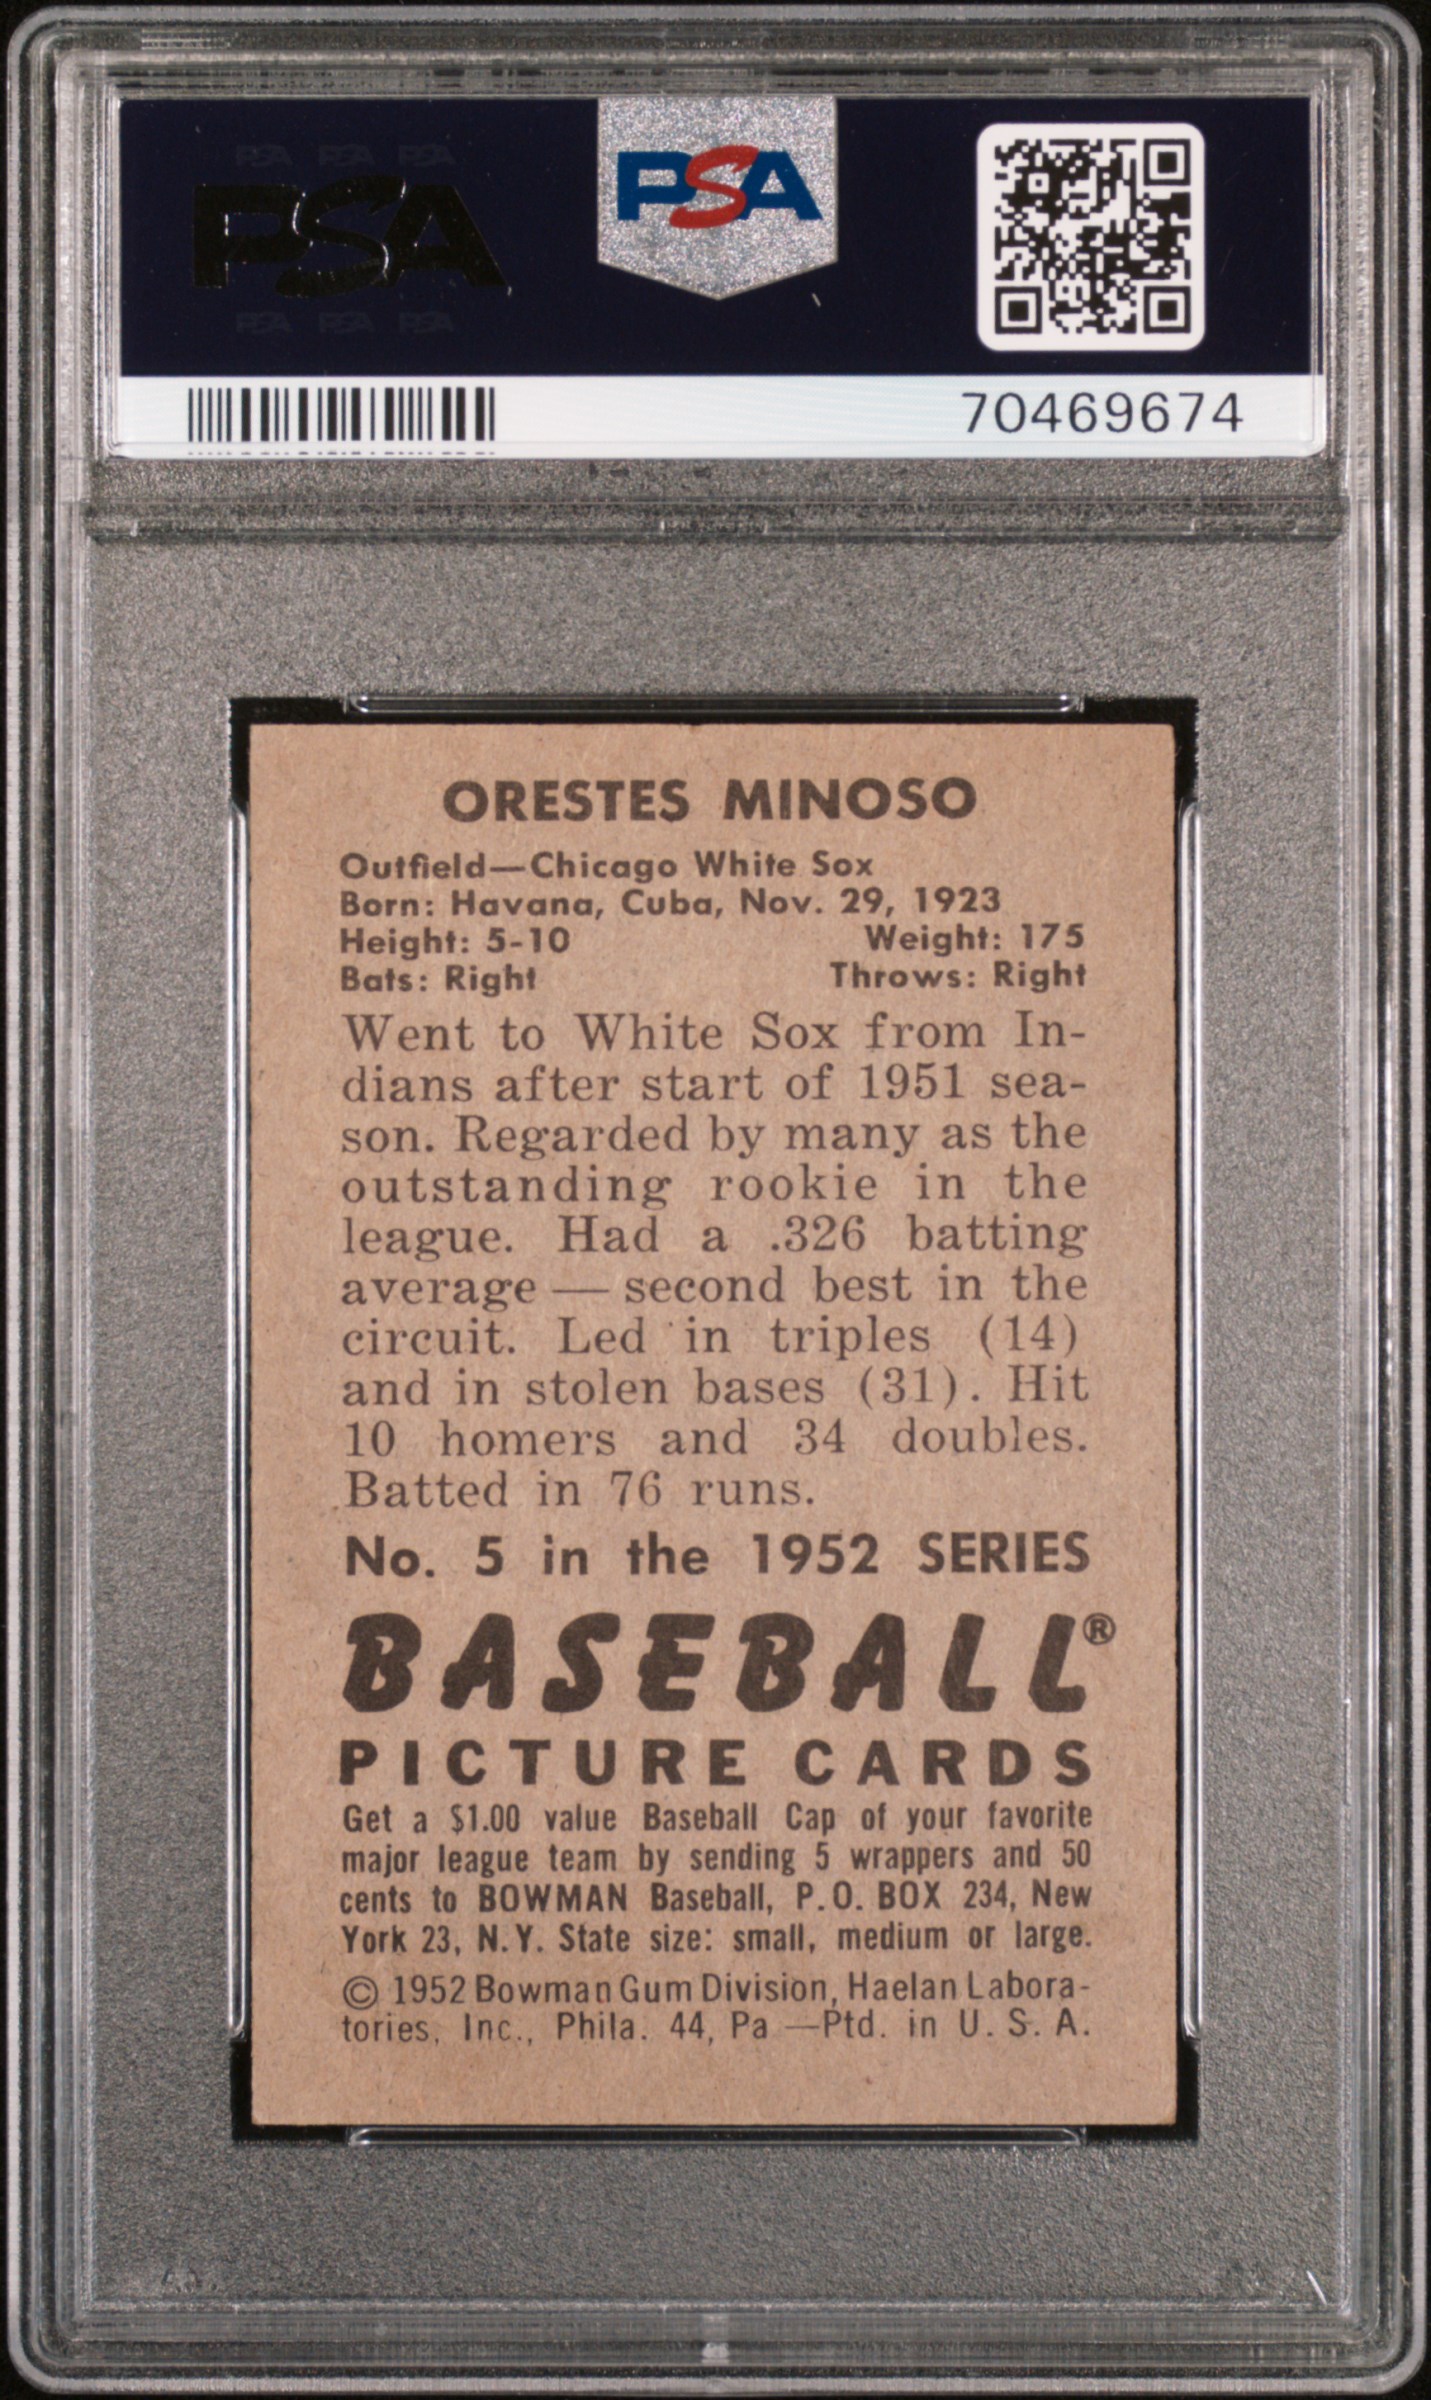 PSA PSA PSA
PSA
PSA PSA PSA
PSA
70469674
ORESTES MINOSO
Outfield—Chicago White Sox
Born: Havana, Cuba, Nov. 29, 1923
Height: 5-10 Weight: 175
Bats: Right Throws: Right
Went to White Sox from In-
dians after start of 1951 sea-
son. Regarded by many as the
outstanding rookie in the
league. Had a .326 batting
average — second best in the
circuit. Led in triples (14)
and in stolen bases (31). Hit
10 homers and 34 doubles.
Batted in 76 runs.
No. 5 in the 1952 SERIES
BASEBALL®
PICTURE CARDS
Get a $1.00 value Baseball Cap of your favorite
major league team by sending 5 wrappers and 50
cents to BOWMAN Baseball, P.O. BOX 234, New
York 23, N.Y. State size: small, medium or large.
© 1952 Bowman Gum Division, Haelan Labora-
tories, Inc., Phila. 44, Pa —Ptd. in U. S. A.